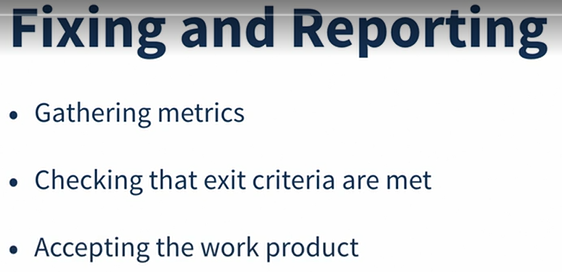 Fixing and Reporting
• Gathering metrics
• Checking that exit criteria are met
• Accepting the work product